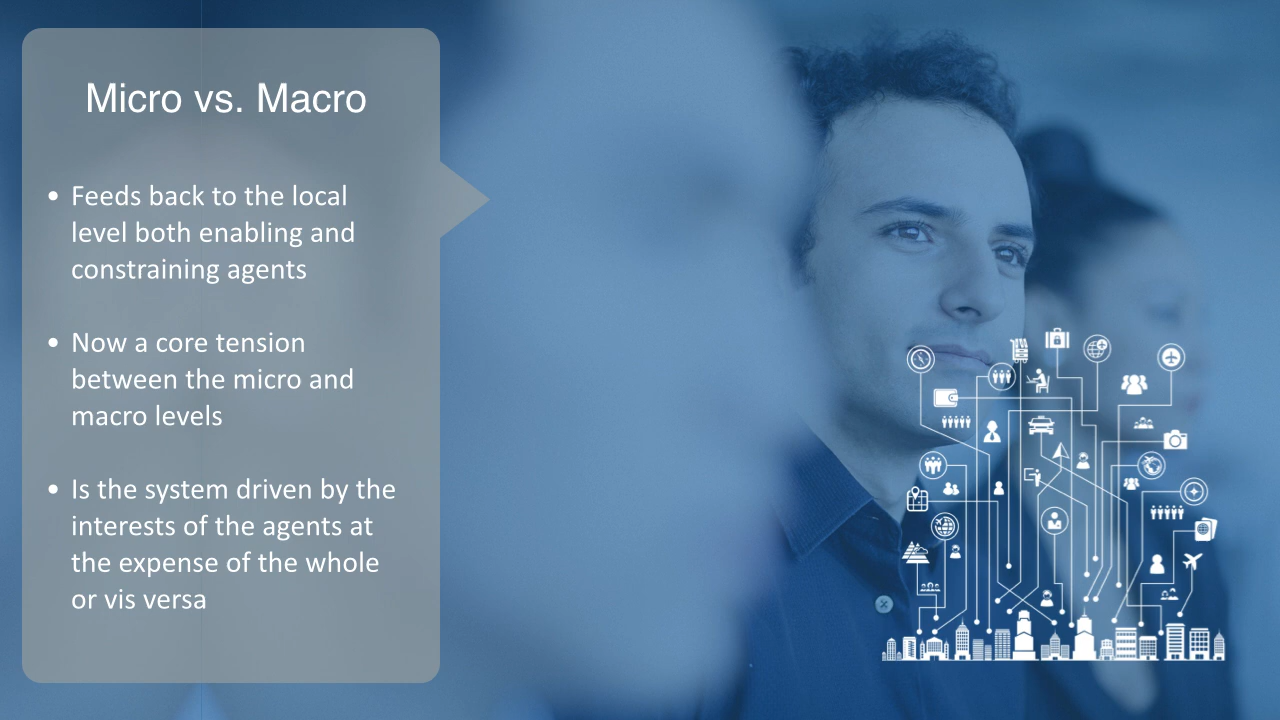 Micro vs. Macro
• Feeds back to the local
level both enabling and
constraining agents
• Now a core tension
between the micro and
macro levels
• Is the system driven by the
interests of the agents at
the expense of the whole
or vis versa